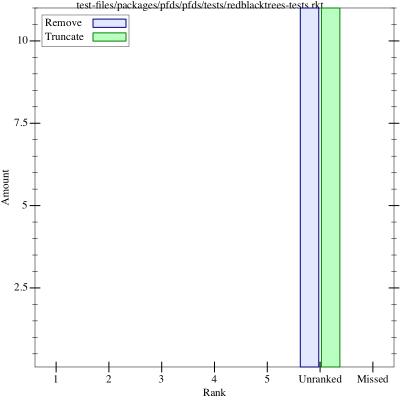 test-files/packages/pfds/pfds/tests/redblacktrees-tests.rkt
Remove
Truncate
10
7.5
5
2.5
Amount
1 2 3 4 5 Unranked Missed
Rank